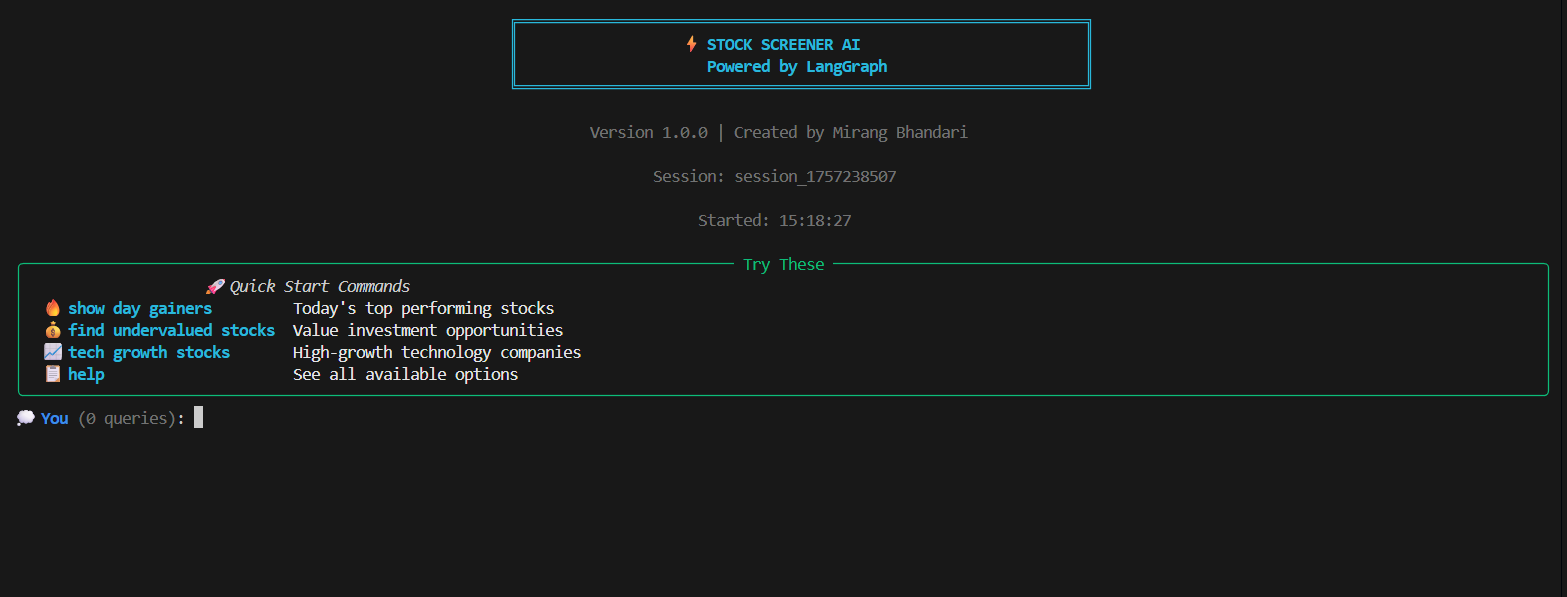 ⚡ STOCK SCREENER AI
Powered by LangGraph
Version 1.0.0 | Created by Mirang Bhandari
Session: session_1757238507
Started: 15:18:27
Try These
🚀 Quick Start Commands
🔥 show day gainers Today's top performing stocks
💰 find undervalued stocks Value investment opportunities
📈 tech growth stocks High-growth technology companies
📋 help See all available options
💭 You (0 queries):